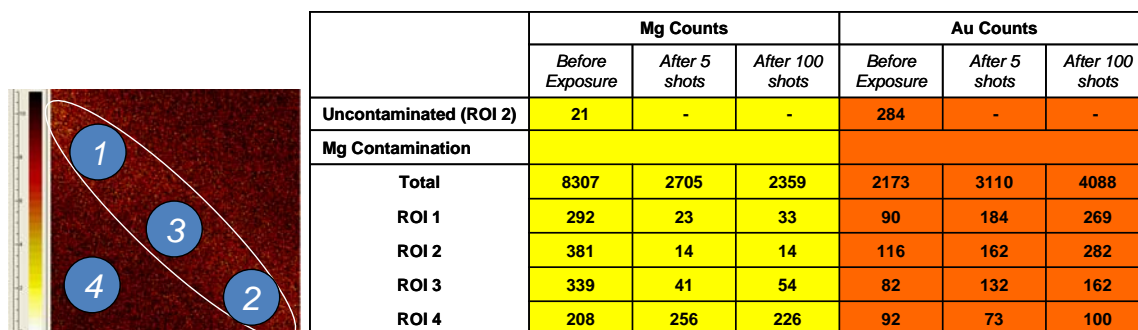 Mg Counts Au Counts
Before Exposure After 5 shots After 100 shots Before Exposure After 5 shots After 100 shots
Uncontaminated (ROI 2) 21 - - 284 - -
Mg Contamination
Total 8307 2705 2359 2173 3110 4088
ROI 1 292 23 33 90 184 269
ROI 2 381 14 14 116 162 282
ROI 3 339 41 54 82 132 162
ROI 4 208 256 226 92 73 100
1
3
4
2